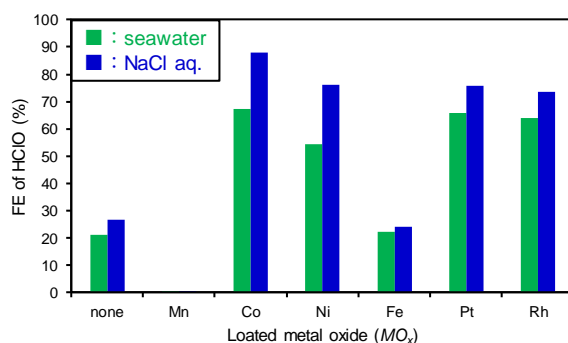 100
90
80
70
60
50
40
30
20
10
0
FE of HClO (%)
■ : seawater
■ : NaCl aq.
none Mn Co Ni Fe Pt Rh
Loated metal oxide (MOx)